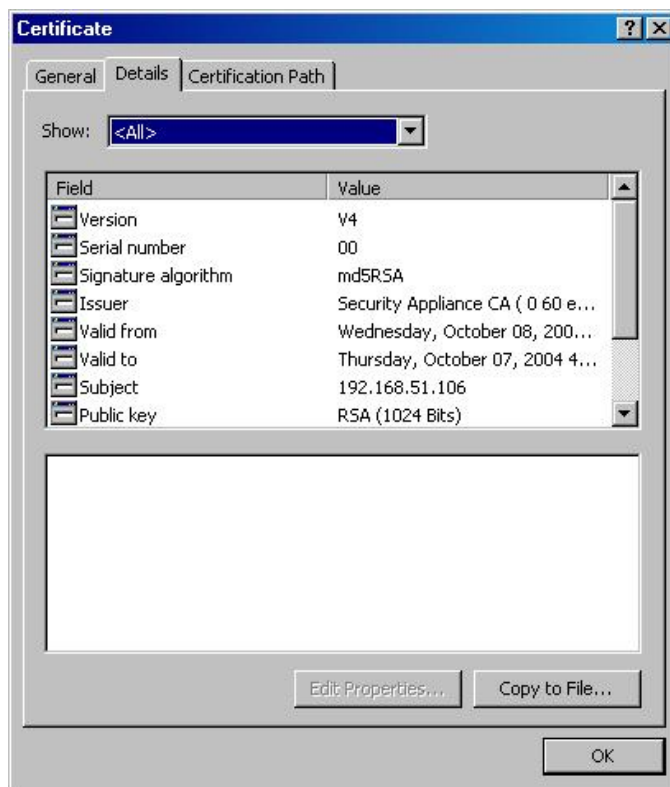 Certificate
General Details Certification Path
Show: <All>
Field Value
Version V4
Serial number 00
Signature algorithm md5RSA
Issuer Security Appliance CA ( 0 60 e...
Valid from Wednesday, October 08, 200...
Valid to Thursday, October 07, 2004 4...
Subject 192.168.51.106
Public key RSA (1024 Bits)
Edit Properties... Copy to File...
OK